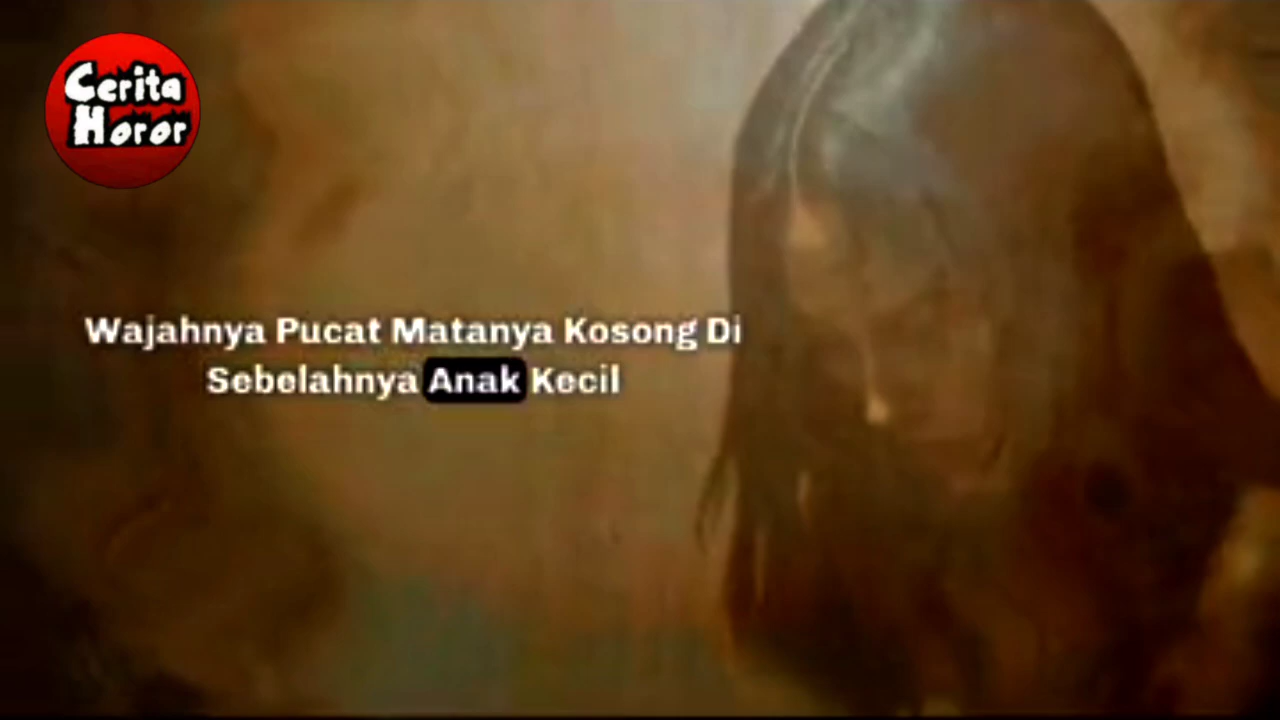 Cerita
Horor
Wajahnya Pucat Matanya Kosong Di
Sebelahnya Anak Kecil